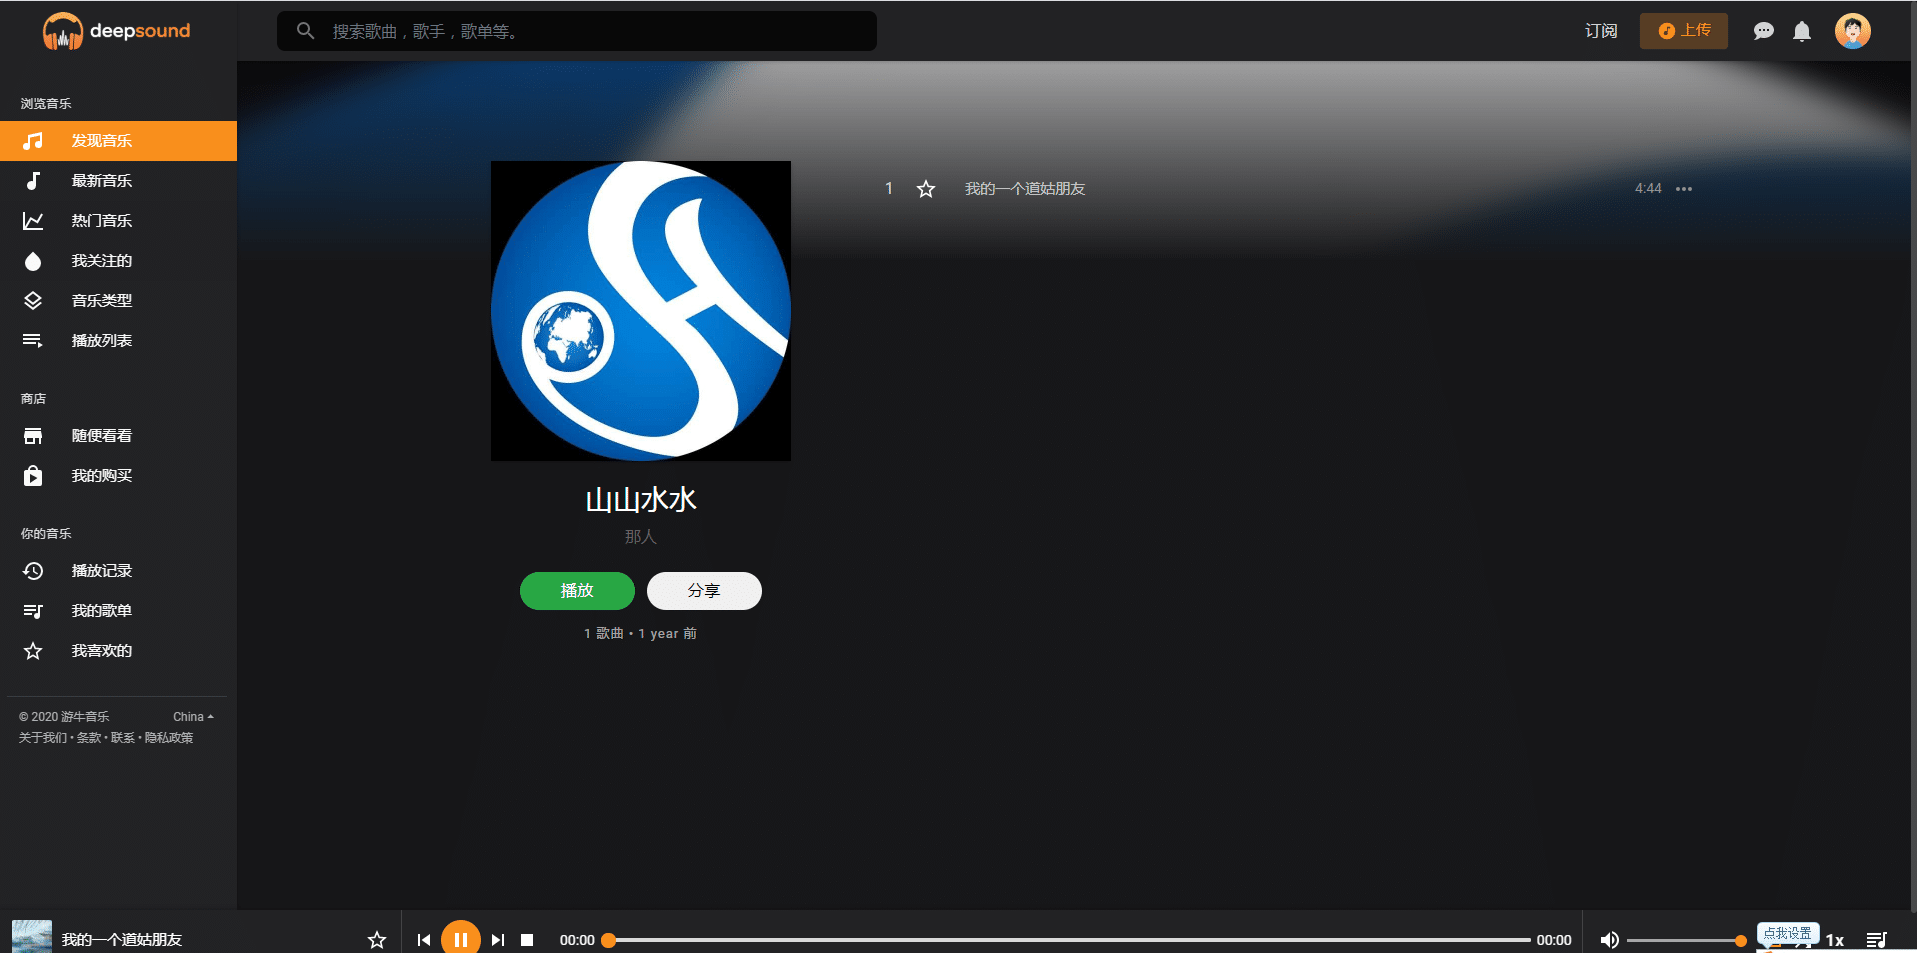 deepsound
搜索歌曲，歌手，歌单等。
订阅
上传
浏览音乐
发现音乐
最新音乐
热门音乐
我关注的
音乐类型
播放列表
商店
随便看看
我的购买
你的音乐
播放记录
我的歌单
我喜欢的
© 2020 游牛音乐 China
关于我们 • 条款 • 联系 • 隐私政策
1 我的一个道姑朋友 4:44
山山水水
那人
播放 分享
1 歌曲 • 1 year 前
我的一个道姑朋友
00:00 00:00
点我设置
1x